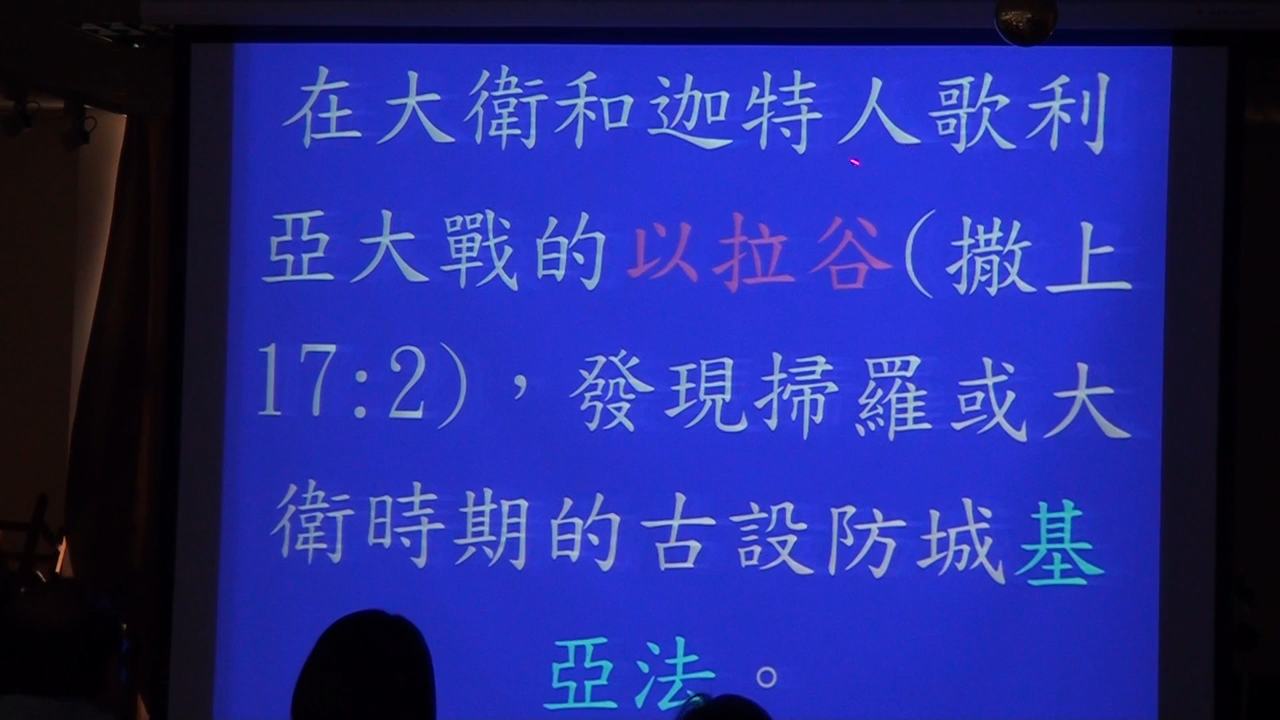 在大衛和迦特人歌利
亞大戰的以拉谷(撒上
17:2)，發現掃羅或大
衛時期的古設防城基
亞法。